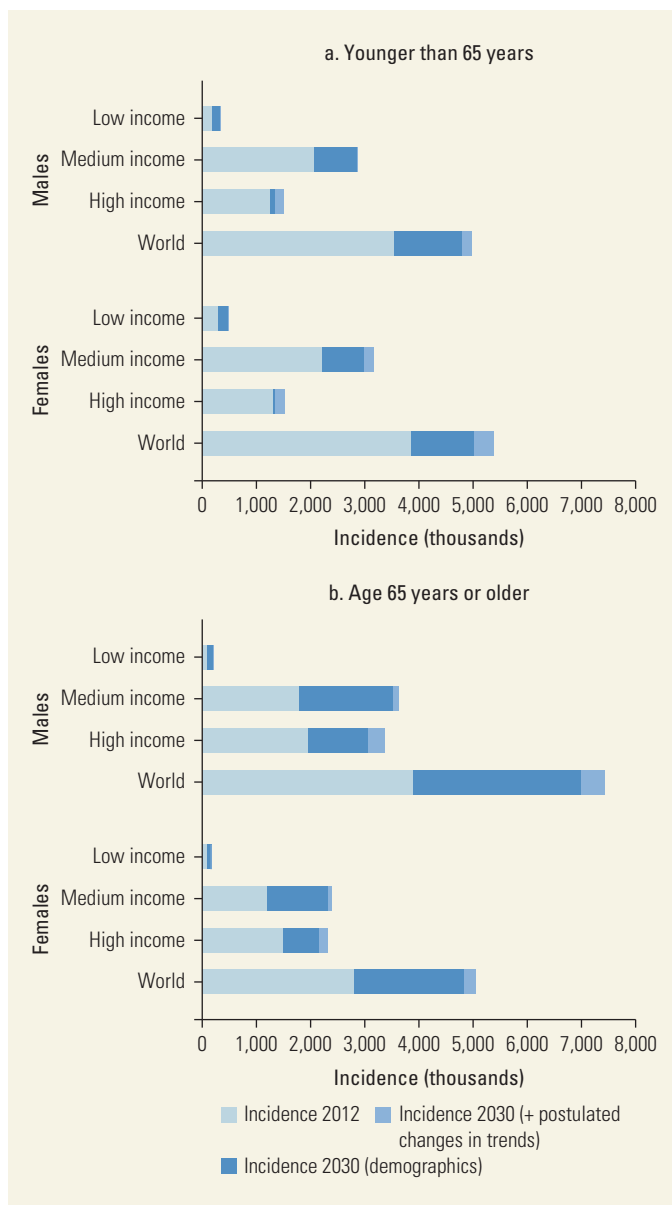 a. Younger than 65 years
Males
Low income
Medium income
High income
World
Females
Low income
Medium income
High income
World
0 1,000 2,000 3,000 4,000 5,000 6,000 7,000 8,000
Incidence (thousands)
b. Age 65 years or older
Males
Low income
Medium income
High income
World
Females
Low income
Medium income
High income
World
0 1,000 2,000 3,000 4,000 5,000 6,000 7,000 8,000
Incidence (thousands)
Incidence 2012
Incidence 2030 (+ postulated
changes in trends)
Incidence 2030 (demographics)